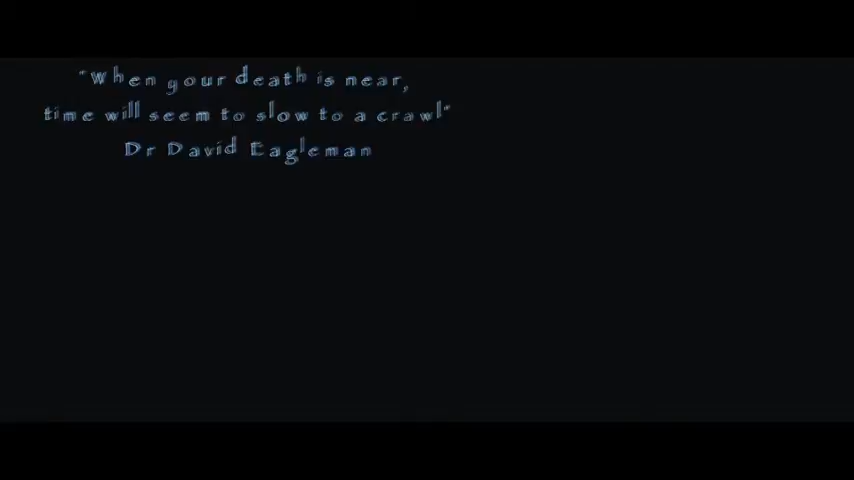 "When your death is near,
time will seem to slow to a crawl"
Dr David Eagleman